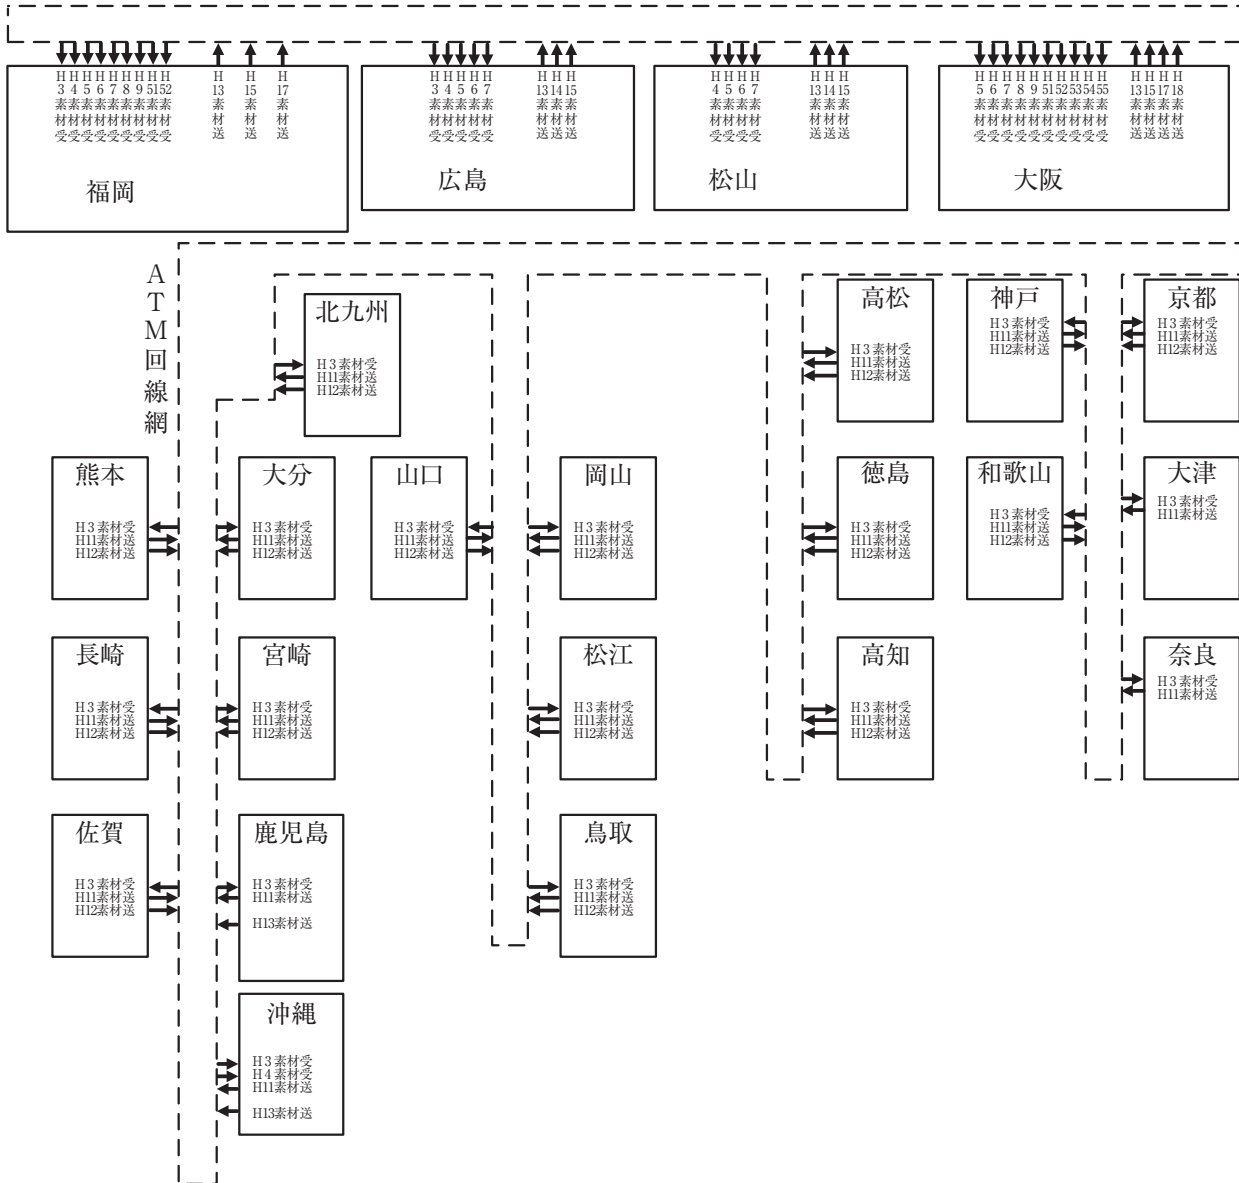 H3素材受
H4素材受
H5素材受
H6素材受
H7素材受
H8素材受
H9素材受
H51素材受
H52素材受
H13素材送
H15素材送
H17素材送
福岡
H3素材受
H4素材受
H5素材受
H6素材受
H7素材受
H13素材送
H14素材送
H15素材送
広島
H4素材受
H5素材受
H6素材受
H7素材受
H13素材送
H14素材送
H15素材送
松山
H5素材受
H6素材受
H7素材受
H8素材受
H9素材受
H51素材受
H52素材受
H53素材受
H54素材受
H55素材受
H13素材送
H15素材送
H17素材送
H18素材送
大阪
ATM回線網
北九州
H3素材受
H11素材送
H12素材送
高松
H3素材受
H11素材送
H12素材送
神戸
H3素材受
H11素材送
H12素材送
京都
H3素材受
H11素材送
H12素材送
熊本
H3素材受
H11素材送
H12素材送
大分
H3素材受
H11素材送
H12素材送
山口
H3素材受
H11素材送
H12素材送
岡山
H3素材受
H11素材送
H12素材送
徳島
H3素材受
H11素材送
H12素材送
和歌山
H3素材受
H11素材送
H12素材送
大津
H3素材受
H11素材送
長崎
H3素材受
H11素材送
H12素材送
宮崎
H3素材受
H11素材送
H12素材送
松江
H3素材受
H11素材送
H12素材送
高知
H3素材受
H11素材送
H12素材送
奈良
H3素材受
H11素材送
佐賀
H3素材受
H11素材送
H12素材送
鹿児島
H3素材受
H11素材送
H13素材送
鳥取
H3素材受
H11素材送
H12素材送
沖縄
H3素材受
H4素材受
H11素材送
H13素材送